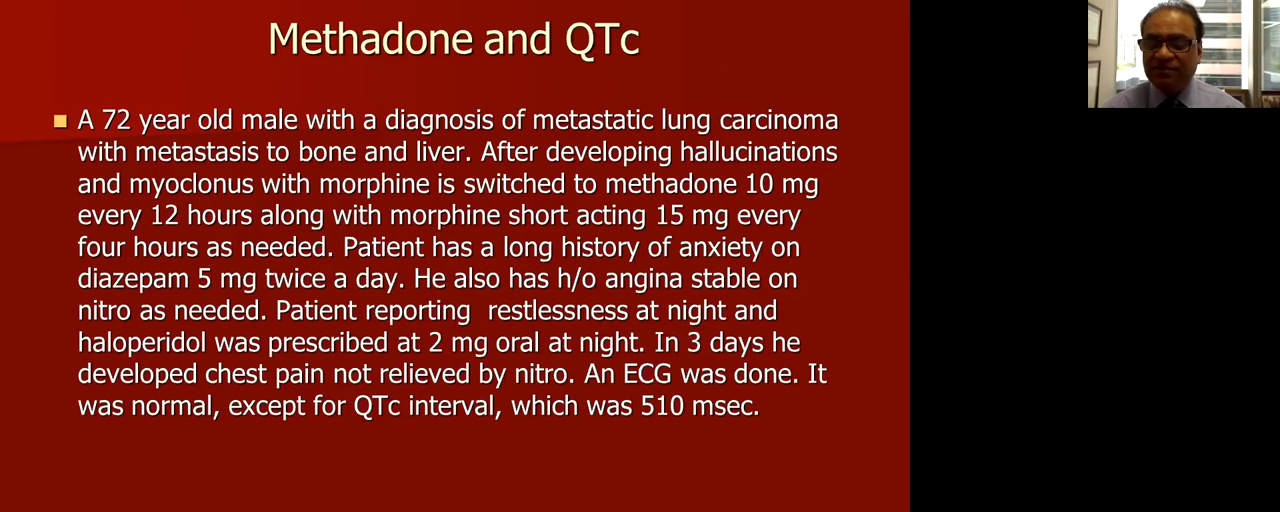 Methadone and QTc
A 72 year old male with a diagnosis of metastatic lung carcinoma
with metastasis to bone and liver. After developing hallucinations
and myoclonus with morphine is switched to methadone 10 mg
every 12 hours along with morphine short acting 15 mg every
four hours as needed. Patient has a long history of anxiety on
diazepam 5 mg twice a day. He also has h/o angina stable on
nitro as needed. Patient reporting  restlessness at night and
haloperidol was prescribed at 2 mg oral at night. In 3 days he
developed chest pain not relieved by nitro. An ECG was done. It
was normal, except for QTc interval, which was 510 msec.